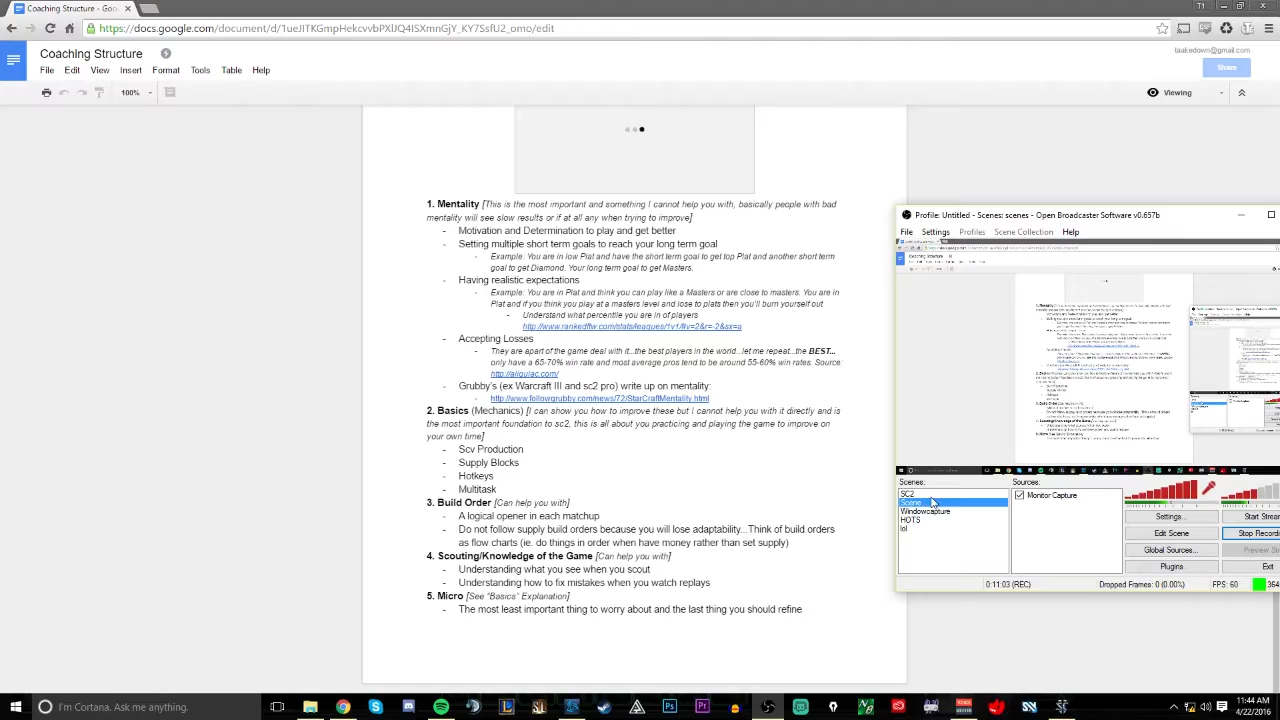 Coaching Structure - Goo
T1
https://docs.google.com/document/d/1ueJITKGmpHekcvvbPXlJQ4ISXmnGjY_KY7SsfU2_omo/edit
Coaching Structure
taakedown@gmail.com
File Edit View Insert Format Tools Table Help
Share
100%
Viewing
1. Mentality [This is the most important and something I cannot help you with, basically people with bad
mentality will see slow results or if at all any when trying to improve]
- Motivation and Determination to play and get better
- Setting multiple short term goals to reach your long term goal
- Example: You are in low Plat and have the short term goal to get top Plat and another short term
goal to get Diamond. Your long term goal to get Masters.
- Having realistic expectations
- Example: You are in Plat and think you can play like a Masters or are close to masters. You are in
Plat and if you think you play at a masters level and lose to plats then you'll burn yourself out
- Understand what percentile you are in of players
http://www.rankedftw.com/stats/leagues/1v1/#v=2&r=-2&sx=a
- Accepting Losses
- They are apart of the game deal with it...the best players in the world...let me repeat...the BEST...
only have a 65-70% win rate and most average pros tend to be around 55-60% win rates. Source:
http://aligulac.com/
- Grubby's (ex Warcraft III and sc2 pro) write up on mentality:
- http://www.followgrubby.com/news/72/StarCraftMentality.html
2. Basics (Mechanics) [I can show you how to improve these but I cannot help you with it directly and is
the most important foundation to sc2, this is all about you practicing and playing the game to improve in
your own time]
- Scv Production
- Supply Blocks
- Hotkeys
- Multitask
3. Build Order [Can help you with]
- A logical opener in each matchup
- Do not follow supply build orders because you will lose adaptability...Think of build orders
as flow charts (ie. do things in order when you have money rather than set supply)
4. Scouting/Knowledge of the Game [Can help you with]
- Understanding what you see when you scout
- Understanding how to fix mistakes when you watch replays
5. Micro [See "Basics" Explanation]
- The most least important thing to worry about and the last thing you should refine
Profile: Untitled - Scenes: scenes - Open Broadcaster Software v0.657b
File Settings Profiles Scene Collection Help
Scenes:
Sources:
SC2
Scene
Windowcapture
HOTS
lol
Monitor Capture
Settings...
Start Stream
Edit Scene
Stop Recordi
Global Sources...
Preview St
Plugins
Exit
0:11:03 (REC)
Dropped Frames: 0 (0.00%)
FPS: 60
364
I'm Cortana. Ask me anything.
11:44 AM
4/22/2016